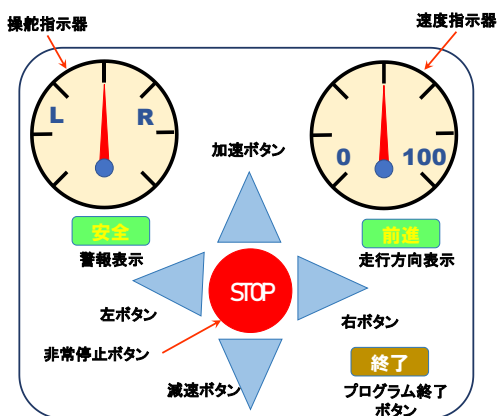 操舵指示器
速度指示器
L
R
0
100
加速ボタン
安全
警報表示
前進
走行方向表示
STOP
左ボタン
右ボタン
非常停止ボタン
終了
減速ボタン
プログラム終了
ボタン